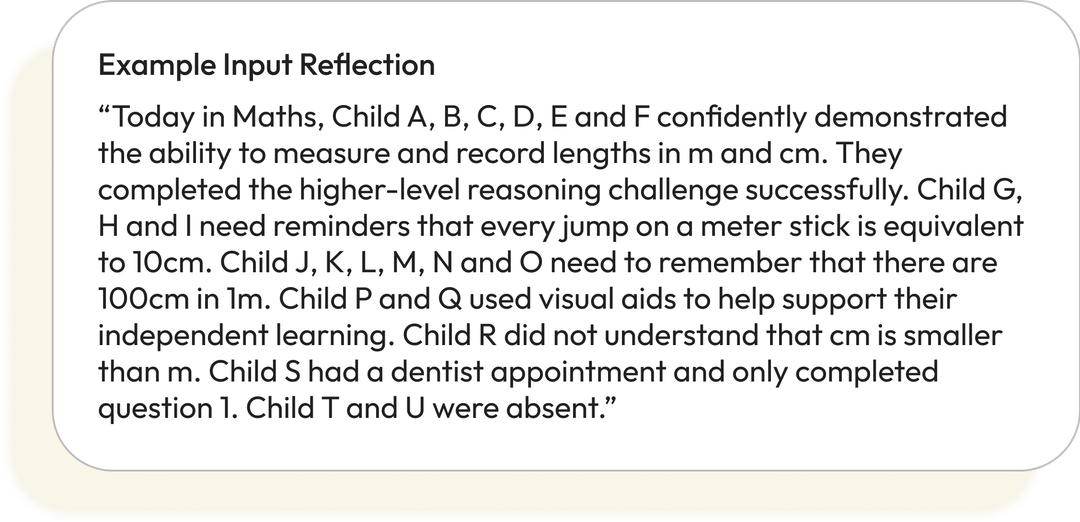 Example Input Reflection
“Today in Maths, Child A, B, C, D, E and F confidently demonstrated
the ability to measure and record lengths in m and cm. They
completed the higher-level reasoning challenge successfully. Child G,
H and I need reminders that every jump on a meter stick is equivalent
to 10cm. Child J, K, L, M, N and O need to remember that there are
100cm in 1m. Child P and Q used visual aids to help support their
independent learning. Child R did not understand that cm is smaller
than m. Child S had a dentist appointment and only completed
question 1. Child T and U were absent.”